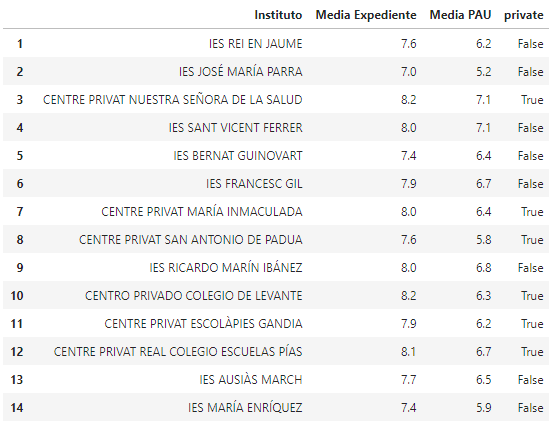 Instituto Media Expediente Media PAU private
1 IES REI EN JAUME 7.6 6.2 False
2 IES JOSÉ MARÍA PARRA 7.0 5.2 False
3 CENTRE PRIVAT NUESTRA SEÑORA DE LA SALUD 8.2 7.1 True
4 IES SANT VICENT FERRER 8.0 7.1 False
5 IES BERNAT GUINOVART 7.4 6.4 False
6 IES FRANCESC GIL 7.9 6.7 False
7 CENTRE PRIVAT MARÍA INMACULADA 8.0 6.4 True
8 CENTRE PRIVAT SAN ANTONIO DE PADUA 7.6 5.8 True
9 IES RICARDO MARÍN IBÁNEZ 8.0 6.8 False
10 CENTRO PRIVADO COLEGIO DE LEVANTE 8.2 6.3 True
11 CENTRE PRIVAT ESCOLÀPIES GANDIA 7.9 6.2 True
12 CENTRE PRIVAT REAL COLEGIO ESCUELAS PÍAS 8.1 6.7 True
13 IES AUSIÀS MARCH 7.7 6.5 False
14 IES MARÍA ENRÍQUEZ 7.4 5.9 False